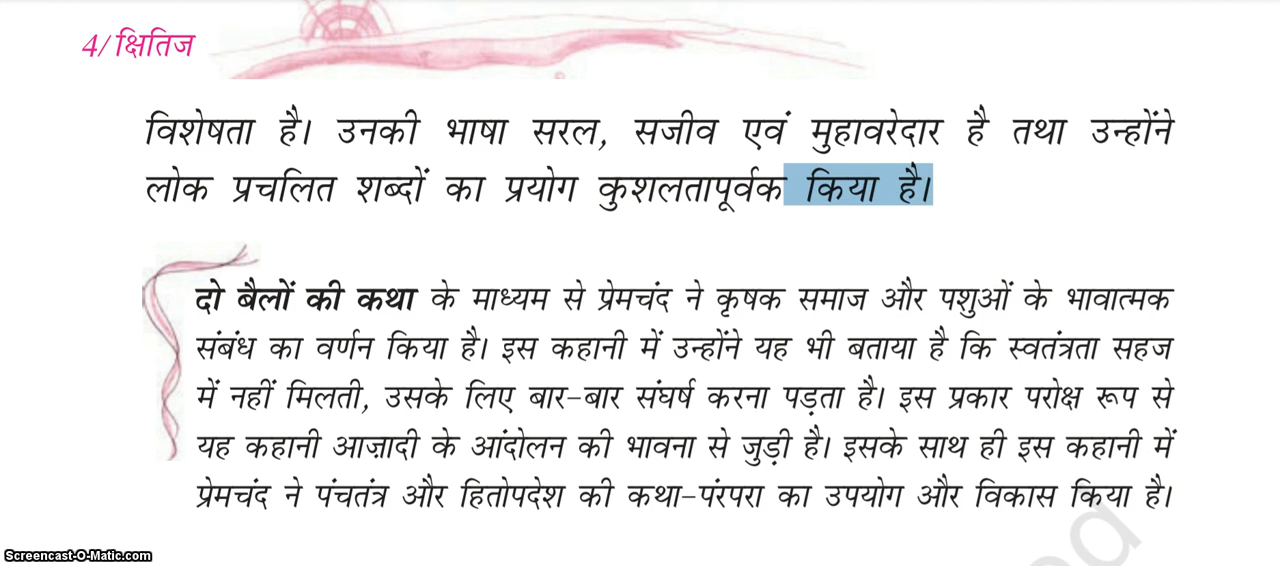 4/क्षितिज
विशेषता है। उनकी भाषा सरल, सजीव एवं मुहावरेदार है तथा उन्होंने
लोक प्रचलित शब्दों का प्रयोग कुशलतापूर्वक किया है।
दो बैलों की कथा के माध्यम से प्रेमचंद ने कृषक समाज और पशुओं के भावात्मक
संबंध का वर्णन किया है। इस कहानी में उन्होंने यह भी बताया है कि स्वतंत्रता सहज
में नहीं मिलती, उसके लिए बार-बार संघर्ष करना पड़ता है। इस प्रकार परोक्ष रूप से
यह कहानी आज़ादी के आंदोलन की भावना से जुड़ी है। इसके साथ ही इस कहानी में
प्रेमचंद ने पंचतंत्र और हितोपदेश की कथा-परंपरा का उपयोग और विकास किया है।
Screencast-O-Matic.com